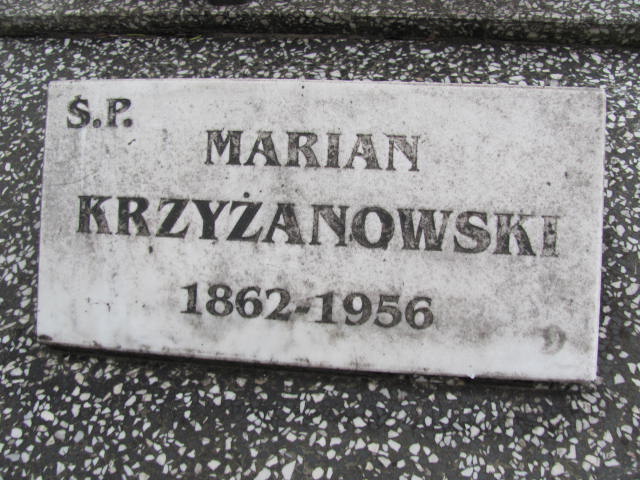 Ś.P.
MARIAN
KRZYŻANOWSKI
1862-1956